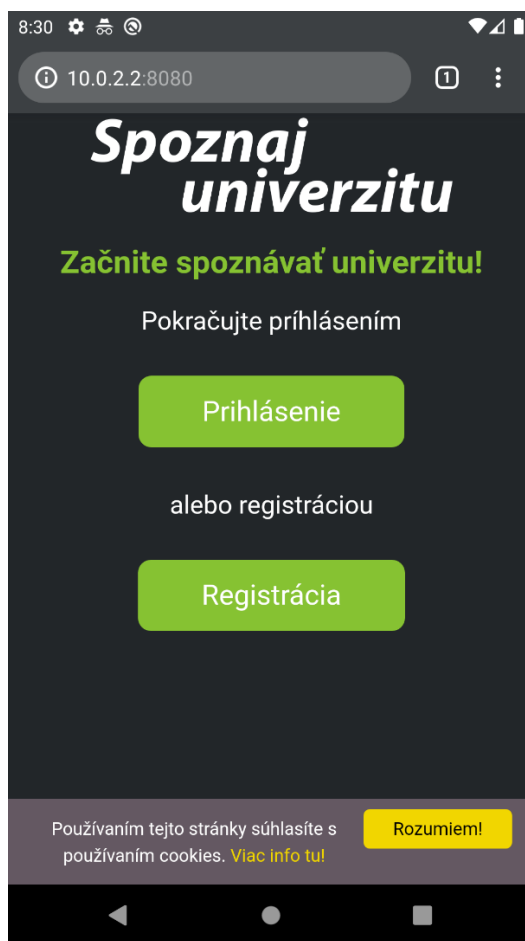 8:30
10.0.2.2:8080
1
Spoznaj
univerzitu
Začnite spoznávať univerzitu!
Pokračujte príhlásením
Prihlásenie
alebo registráciou
Registrácia
Používaním tejto stránky súhlasíte s
používaním cookies. Viac info tu!
Rozumiem!